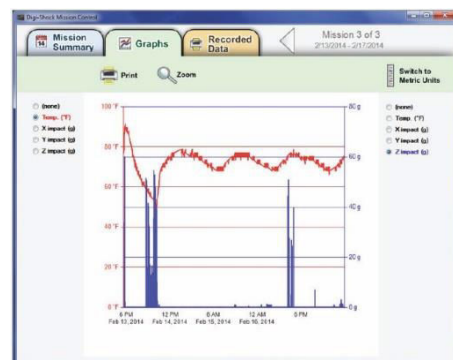 Digi-Shock Mission Control
Mission Summary
Graphs
Recorded Data
Mission 3 of 3
2/13/2014 - 2/17/2014
Print
Zoom
Switch to Metric Units
(none)
Temp. (°F)
X impact (g)
Y impact (g)
Z impact (g)
100 °F
80 °F
60 °F
40 °F
20 °F
0 °F
80 g
60 g
40 g
20 g
0 g
6 PM
Feb 13, 2014
12 PM
Feb 14, 2014
6 AM
Feb 15, 2014
12 AM
Feb 16, 2014
6 PM
(none)
Temp. (°F)
X impact (g)
Y impact (g)
Z impact (g)